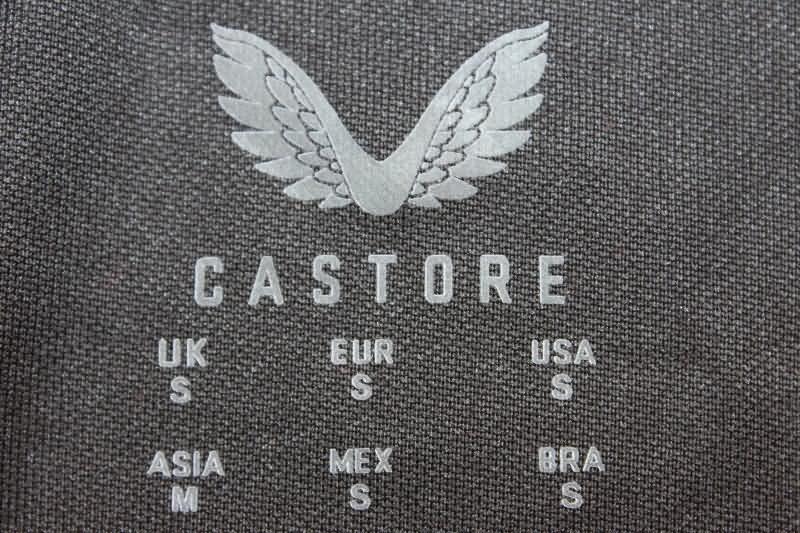 CASTORE
UK EUR USA
S S S
ASIA MEX BRA
M S S